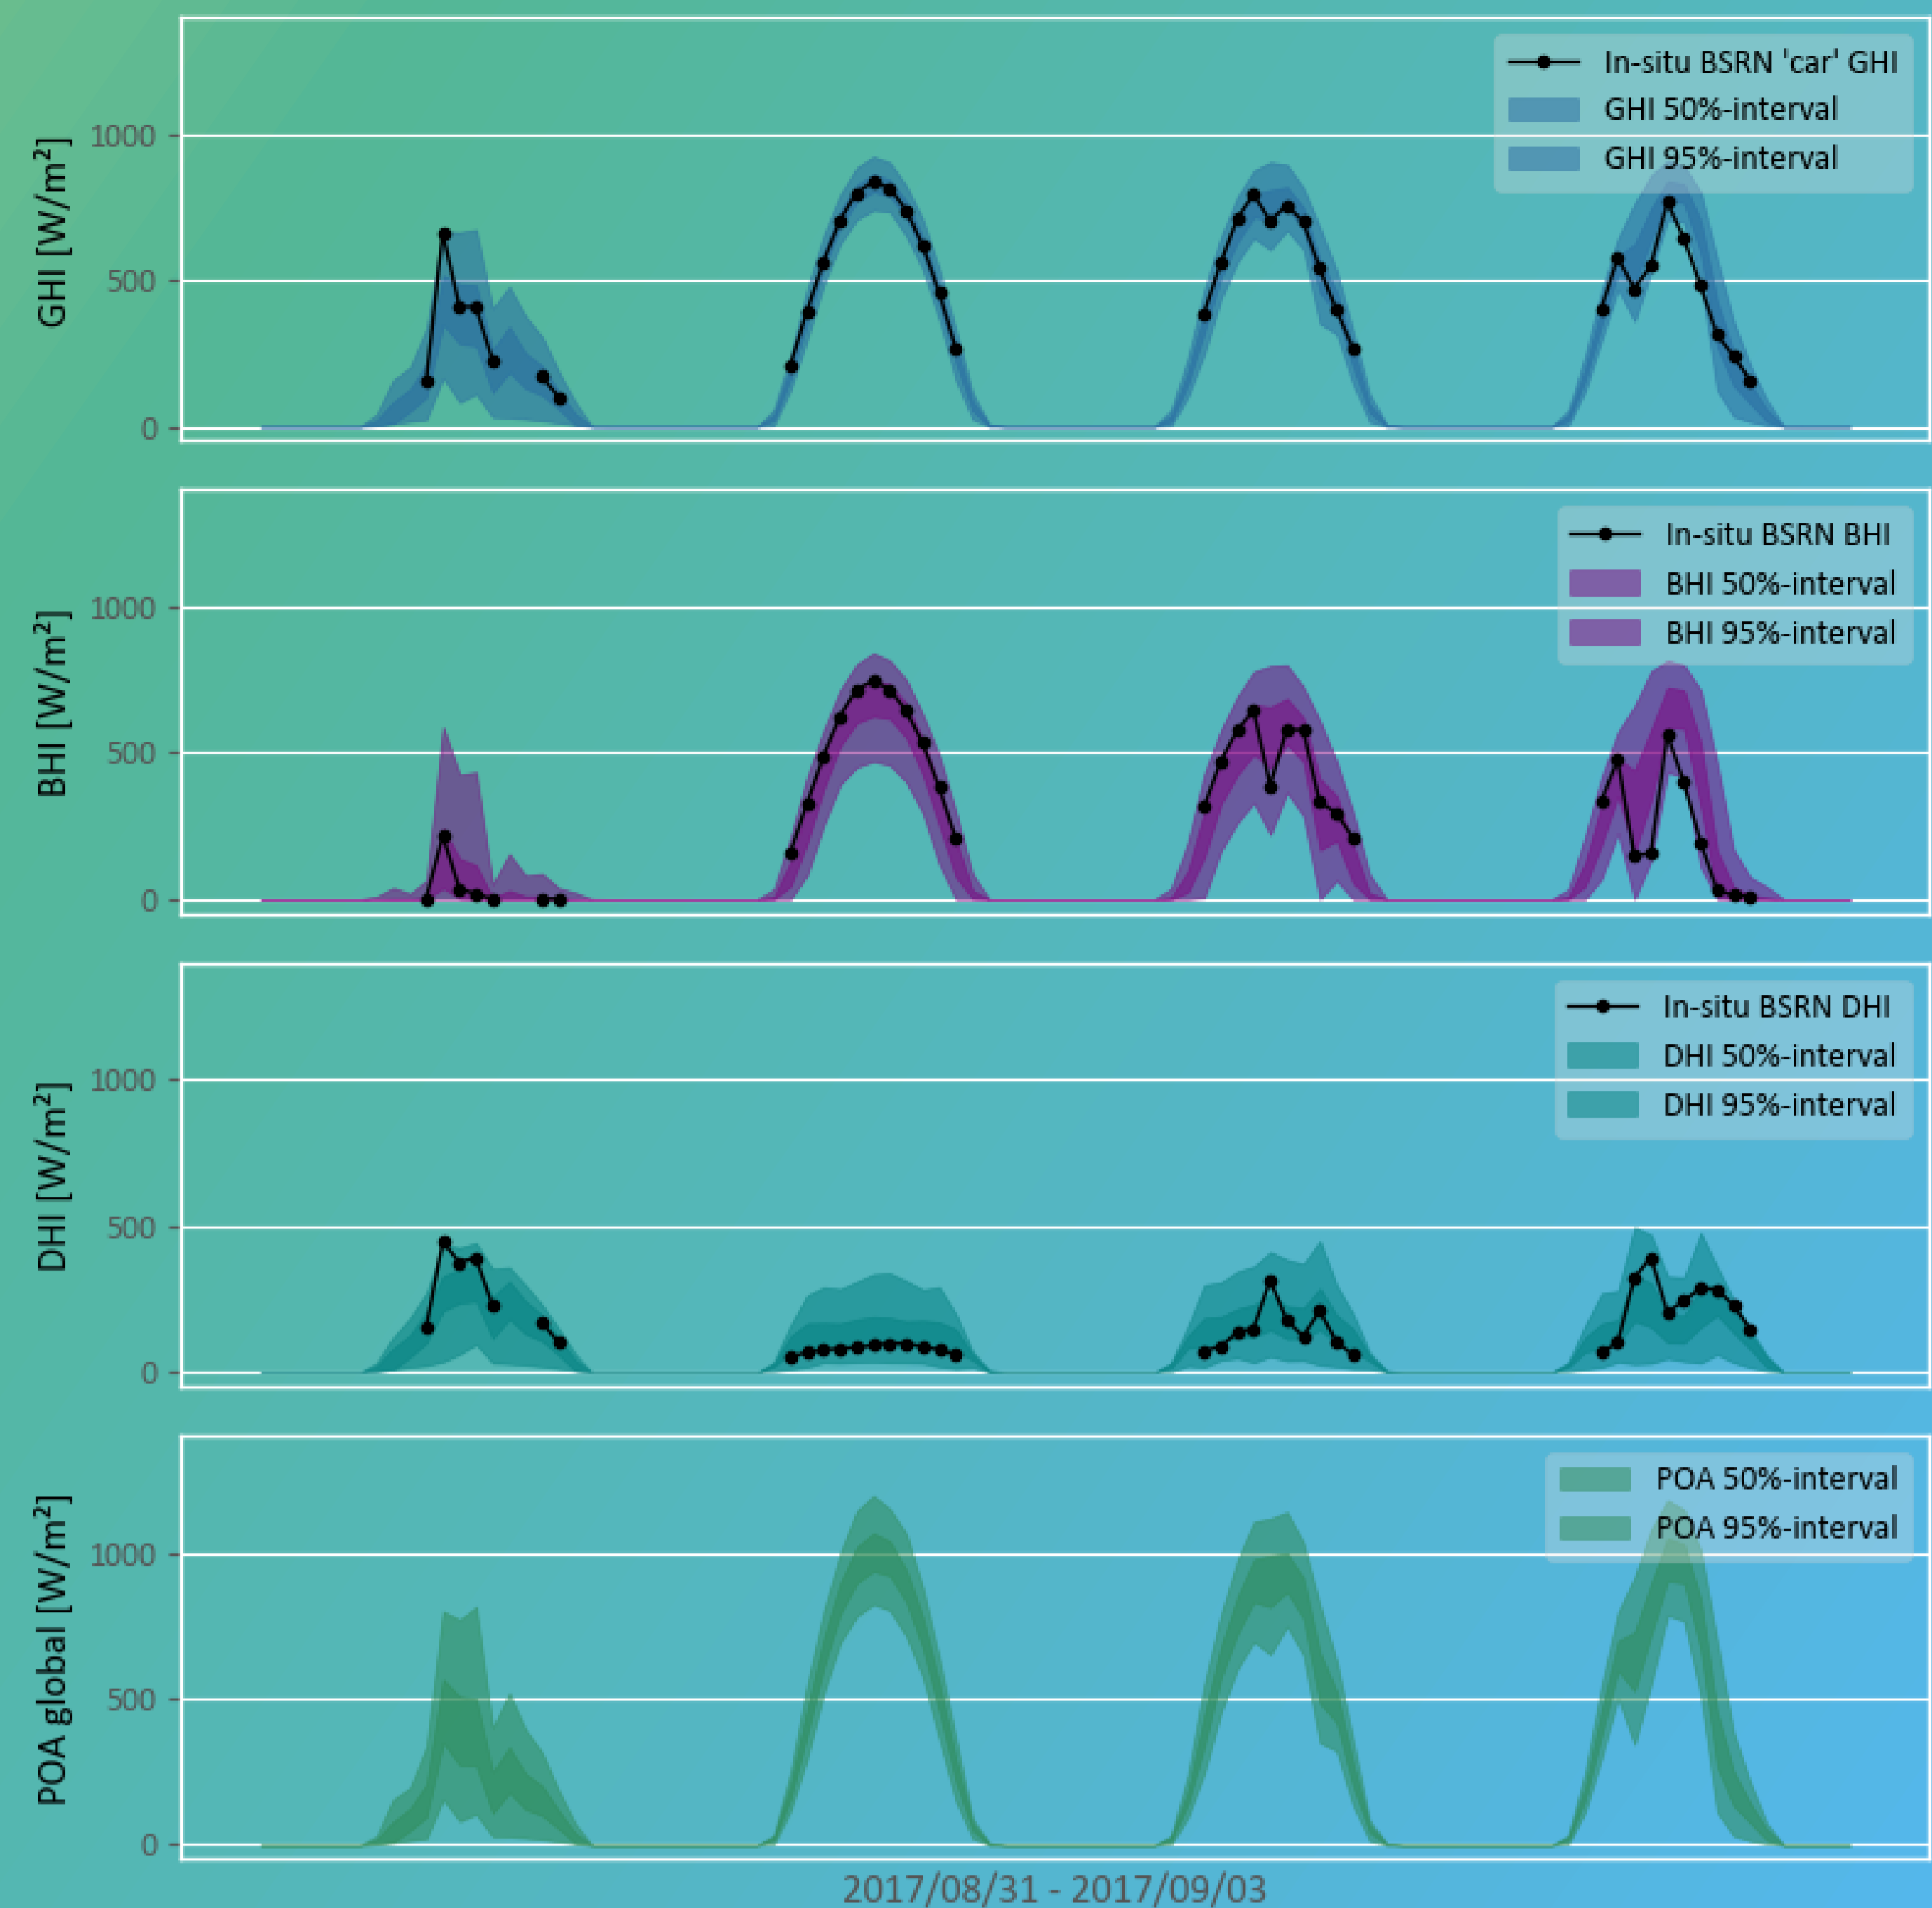 GHI [W/m²]
1000
500
0
In-situ BSRN 'car' GHI
GHI 50%-interval
GHI 95%-interval
BHI [W/m²]
1000
500
0
In-situ BSRN BHI
BHI 50%-interval
BHI 95%-interval
DHI [W/m²]
1000
500
0
In-situ BSRN DHI
DHI 50%-interval
DHI 95%-interval
POA global [W/m²]
1000
500
0
POA 50%-interval
POA 95%-interval
2017/08/31 - 2017/09/03